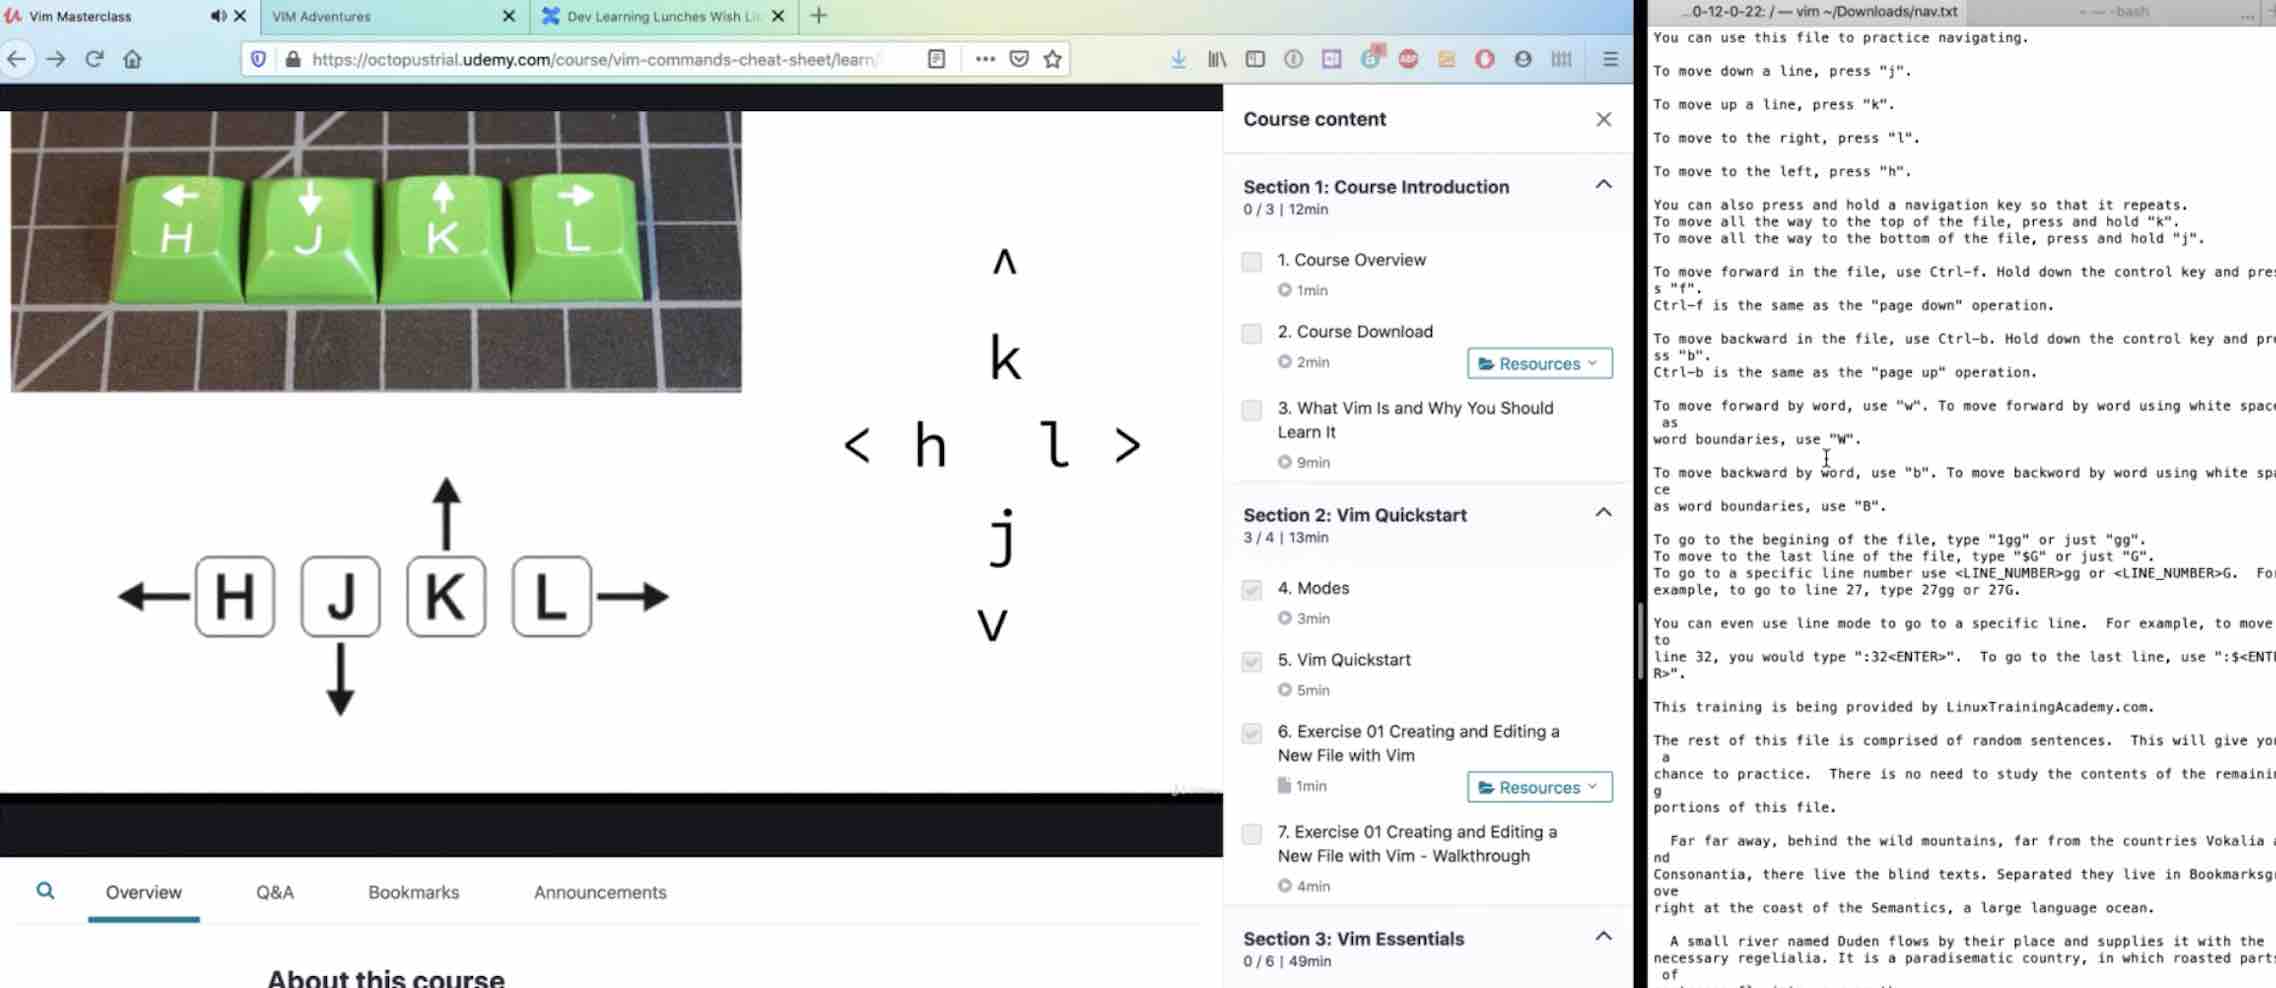 Vim Masterclass
VIM Adventures
Dev Learning Lunches Wish Li
https://octopustrial.udemy.com/course/vim-commands-cheat-sheet/learn/
ABP
H J K L
^
k
< h l >
j
v
H J K L
Overview Q&A Bookmarks Announcements
About this course
Course content
Section 1: Course Introduction
0 / 3 | 12min
1. Course Overview
1min
2. Course Download
2min
Resources
3. What Vim Is and Why You Should
Learn It
9min
Section 2: Vim Quickstart
3 / 4 | 13min
4. Modes
3min
5. Vim Quickstart
5min
6. Exercise 01 Creating and Editing a
New File with Vim
1min
Resources
7. Exercise 01 Creating and Editing a
New File with Vim - Walkthrough
4min
Section 3: Vim Essentials
0 / 6 | 49min
...0-12-0-22: / — vim ~/Downloads/nav.txt
~ — -bash
You can use this file to practice navigating.
To move down a line, press "j".
To move up a line, press "k".
To move to the right, press "l".
To move to the left, press "h".
You can also press and hold a navigation key so that it repeats.
To move all the way to the top of the file, press and hold "k".
To move all the way to the bottom of the file, press and hold "j".
To move forward in the file, use Ctrl-f. Hold down the control key and pres
s "f".
Ctrl-f is the same as the "page down" operation.
To move backward in the file, use Ctrl-b. Hold down the control key and pre
ss "b".
Ctrl-b is the same as the "page up" operation.
To move forward by word, use "w". To move forward by word using white space
as
word boundaries, use "W".
To move backward by word, use "b". To move backword by word using white spa
ce
as word boundaries, use "B".
To go to the begining of the file, type "1gg" or just "gg".
To move to the last line of the file, type "$G" or just "G".
To go to a specific line number use <LINE_NUMBER>gg or <LINE_NUMBER>G. For
example, to go to line 27, type 27gg or 27G.
You can even use line mode to go to a specific line. For example, to move
to
line 32, you would type ":32<ENTER>". To go to the last line, use ":$<ENTE
R>".
This training is being provided by LinuxTrainingAcademy.com.
The rest of this file is comprised of random sentences. This will give you
a
chance to practice. There is no need to study the contents of the remainin
g
portions of this file.
Far far away, behind the wild mountains, far from the countries Vokalia a
nd
Consonantia, there live the blind texts. Separated they live in Bookmarksgr
ove
right at the coast of the Semantics, a large language ocean.
A small river named Duden flows by their place and supplies it with the
necessary regelialia. It is a paradisematic country, in which roasted parts
of